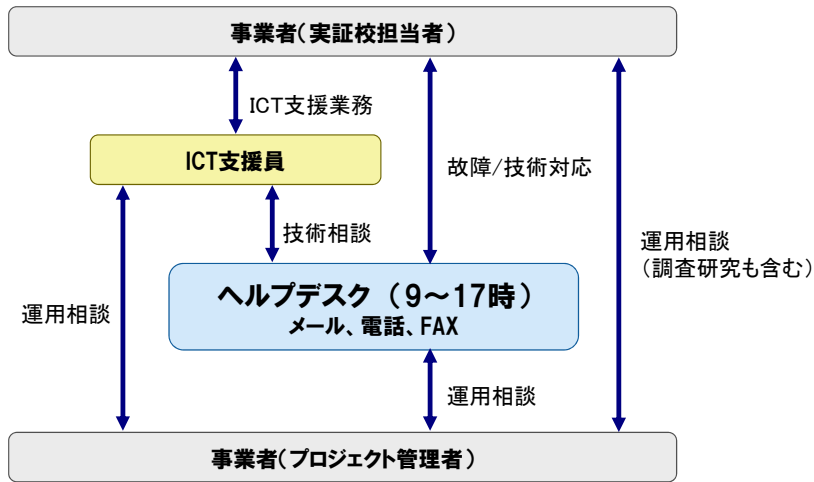 事業者(実証校担当者)
ICT支援業務
ICT支援員
故障/技術対応
技術相談
運用相談
(調査研究も含む)
ヘルプデスク (9~17時)
メール、電話、FAX
運用相談
運用相談
事業者(プロジェクト管理者)